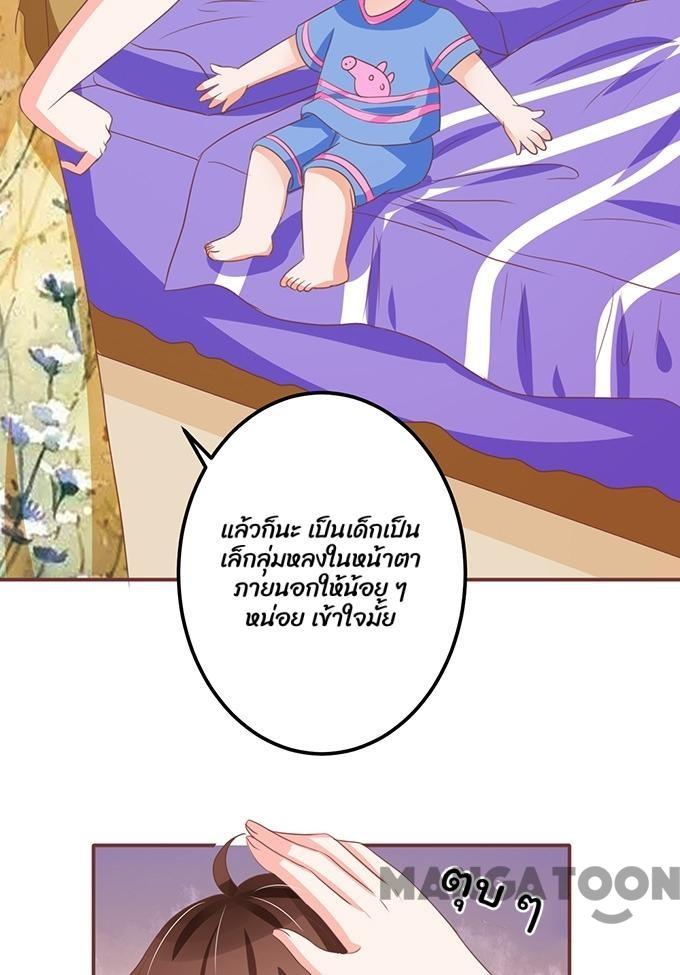 แล้วก็นะ เป็นเด็กเป็น
เล็กลุ่มหลงในหน้าตา
ภายนอกให้น้อย ๆ
หน่อย เข้าใจมั้ย
MANGATOON
ตุบ ๆ